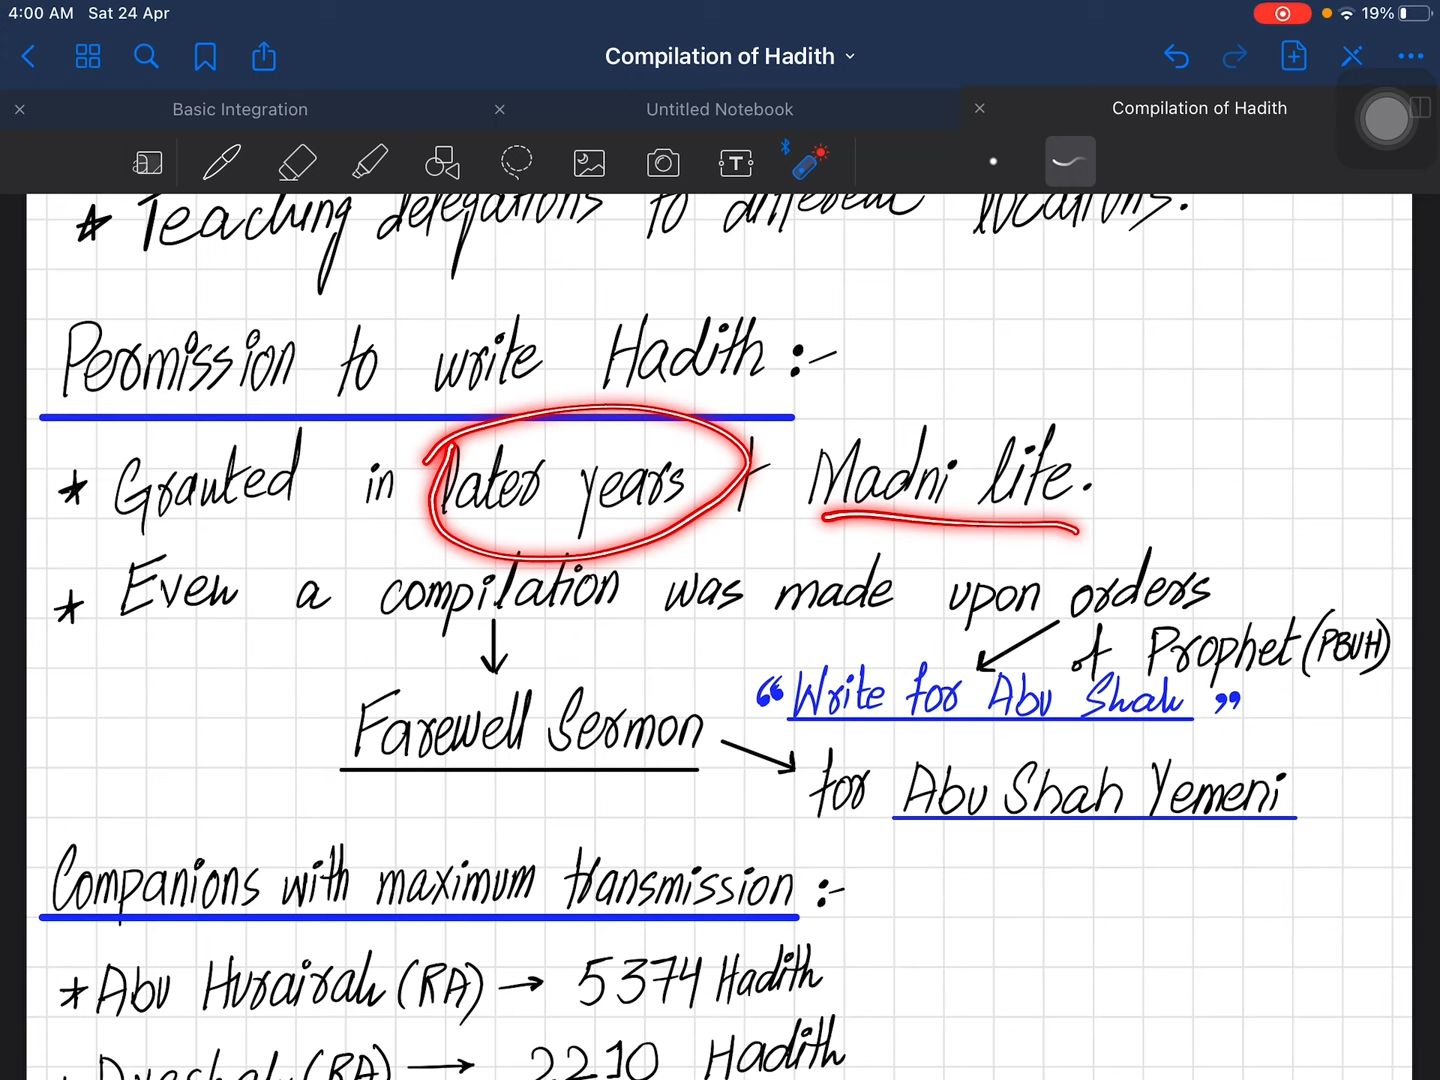 4:00 AM Sat 24 Apr
19%
Compilation of Hadith
Basic Integration
Untitled Notebook
Compilation of Hadith
* Teaching delegations to different locations.
Permission to write Hadith :-
* Granted in later years of Madni life.
* Even a compilation was made upon orders
of Prophet (PBUH)
"Write for Abu Shah"
Farewell Sermon
for Abu Shah Yemeni
Companions with maximum transmission :-
* Abu Hurairah (RA) → 5374 Hadith
(RA) → 2210 Hadith